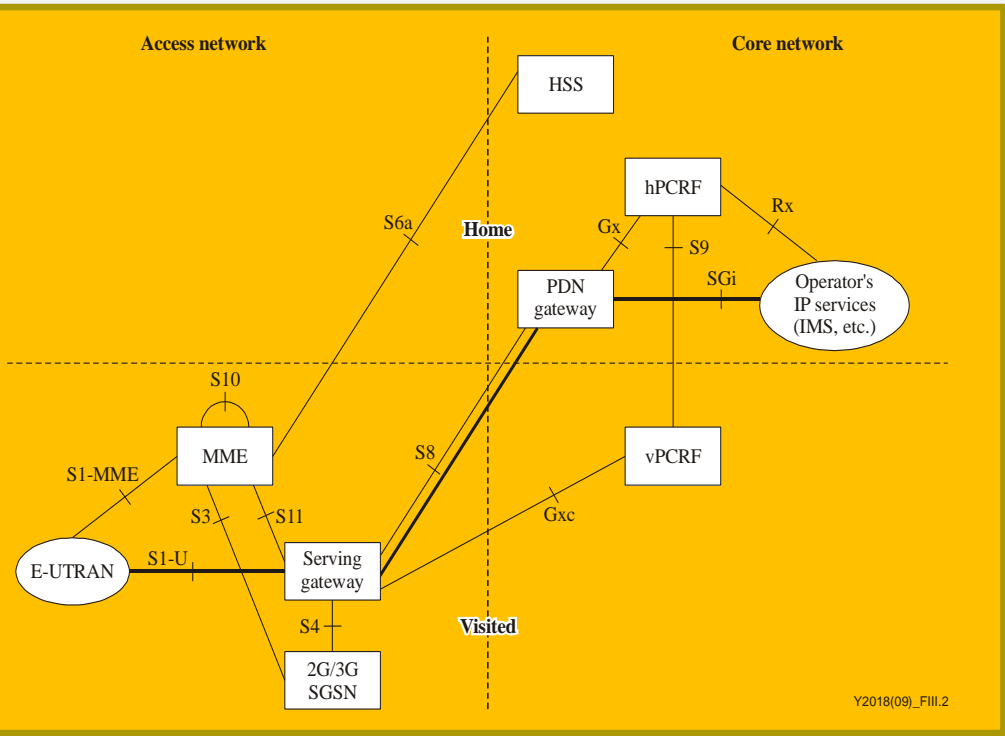 Access network
Core network
HSS
hPCRF
Rx
S6a
Home
Gx
S9
PDN
gateway
SGi
Operator's
IP services
(IMS, etc.)
S10
MME
S8
vPCRF
S1-MME
S3
S11
Gxc
E-UTRAN
S1-U
Serving
gateway
S4
Visited
2G/3G
SGSN
Y2018(09)_FIII.2